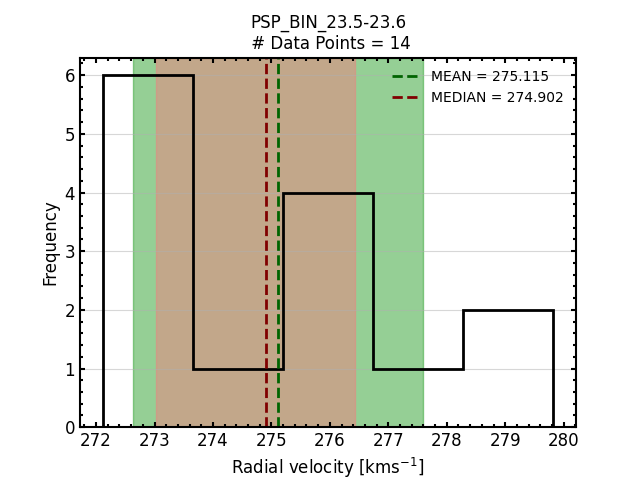 PSP_BIN_23.5-23.6
# Data Points = 14
MEAN = 275.115
MEDIAN = 274.902
6
5
4
3
2
1
0
Frequency
272 273 274 275 276 277 278 279 280
Radial velocity [kms⁻¹]